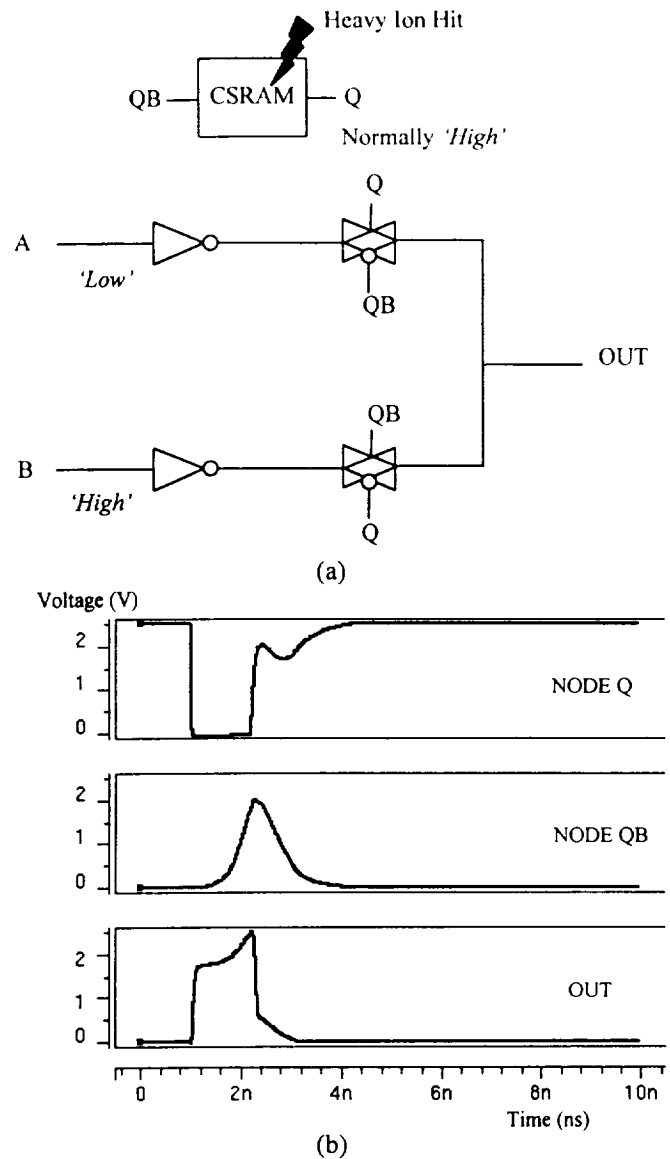 Heavy Ion Hit
QB
CSRAM
Q
Normally 'High'
Q
A
'Low'
QB
OUT
QB
B
'High'
Q
(a)
Voltage (V)
2
1
0
NODE Q
2
1
0
NODE QB
2
1
0
OUT
0 2n 4n 6n 8n 10n
Time (ns)
(b)